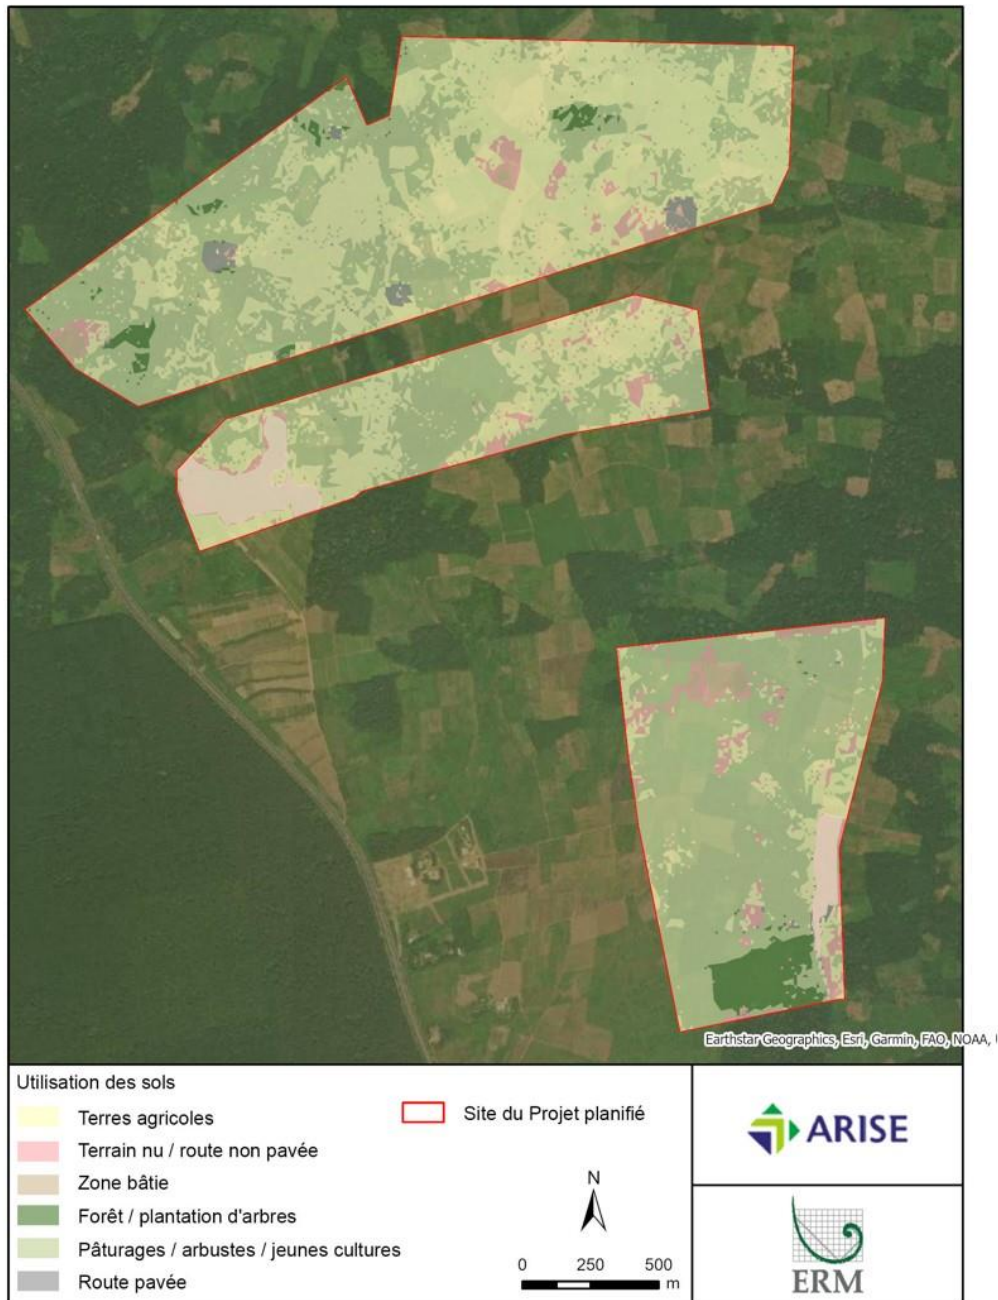 Earthstar Geographics, Esri, Garmin, FAO, NOAA,
Utilisation des sols
Terres agricoles
Terrain nu / route non pavée
Zone bâtie
Forêt / plantation d'arbres
Pâturages / arbustes / jeunes cultures
Route pavée
Site du Projet planifié
N
0 250 500
m
ARISE
ERM